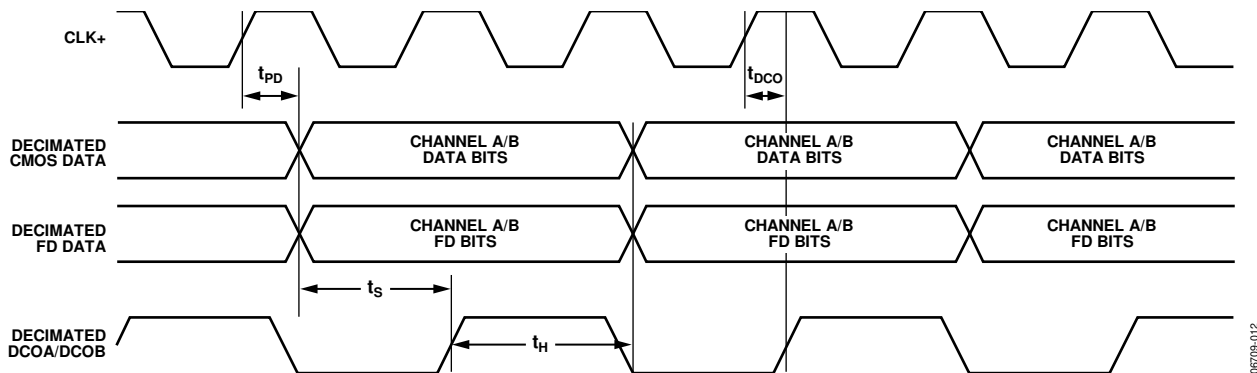 CLK+
tPD
tDCO
DECIMATED
CMOS DATA
CHANNEL A/B
DATA BITS
CHANNEL A/B
DATA BITS
CHANNEL A/B
DATA BITS
DECIMATED
FD DATA
CHANNEL A/B
FD BITS
CHANNEL A/B
FD BITS
CHANNEL A/B
FD BITS
tS
DECIMATED
DCOA/DCOB
tH
06709-012